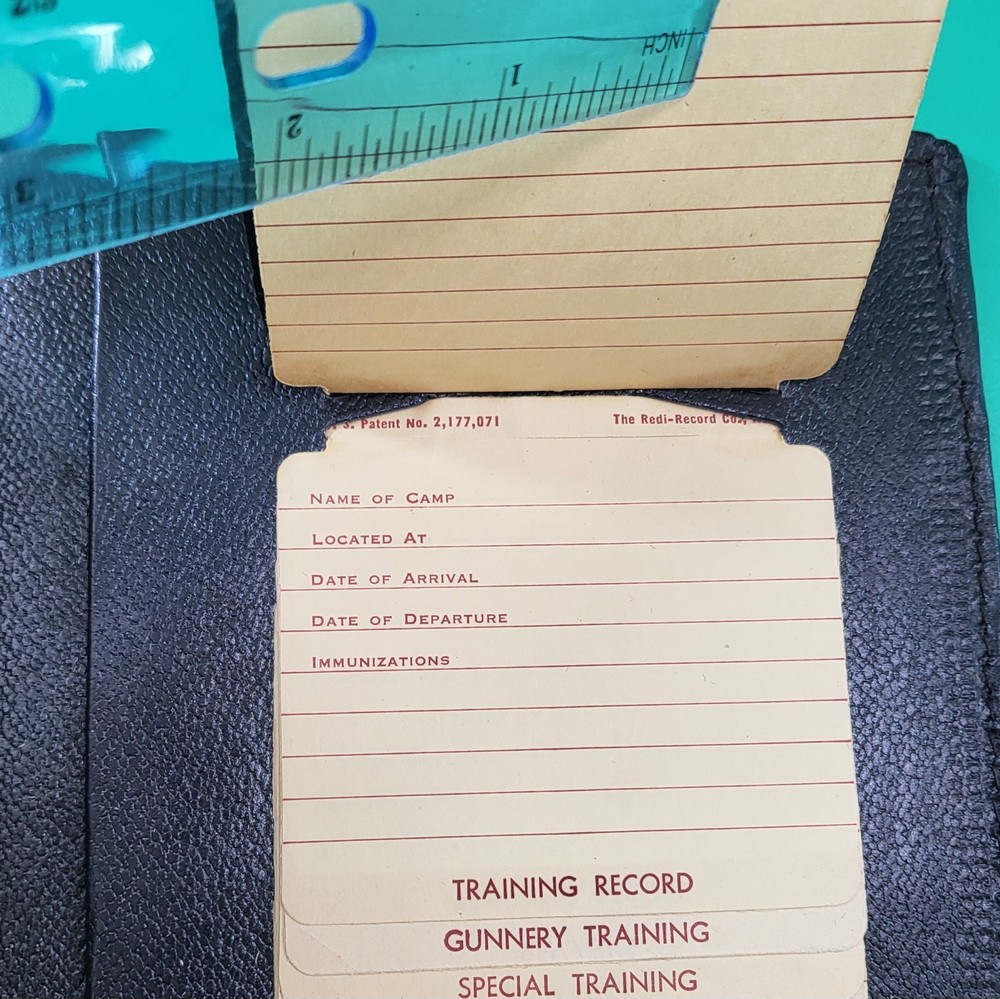 INCH
1
2
3
S. Patent No. 2,177,071 The Redi-Record Co.,
NAME OF CAMP
LOCATED AT
DATE OF ARRIVAL
DATE OF DEPARTURE
IMMUNIZATIONS
TRAINING RECORD
GUNNERY TRAINING
SPECIAL TRAINING